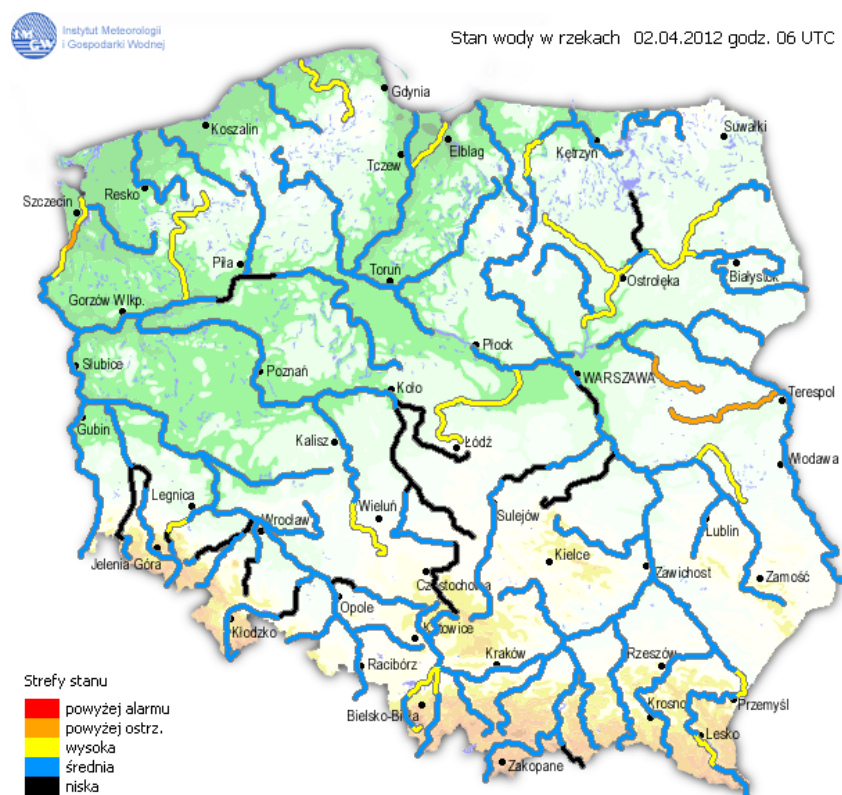 IMGW
Instytut Meteorologii
i Gospodarki Wodnej
Stan wody w rzekach 02.04.2012 godz. 06 UTC
Gdynia
Koszalin
Suwałki
Tczew
Elbląg
Kętrzyn
Resko
Szczecin
Piła
Toruń
Ostrołęka
Białystok
Gorzów Wlkp.
Płock
Słubice
Poznań
WARSZAWA
Koło
Terespol
Gubin
Kalisz
Łódź
Włodawa
Legnica
Wieluń
Sulejów
Wrocław
Lublin
Jelenia Góra
Kielce
Częstochowa
Zawichost
Zamość
Opole
Kłodzko
Katowice
Racibórz
Kraków
Rzeszów
Strefy stanu
Bielsko-Biała
Krosno
Przemyśl
powyżej alarmu
powyżej ostrz.
Lesko
wysoka
średnia
Zakopane
niska